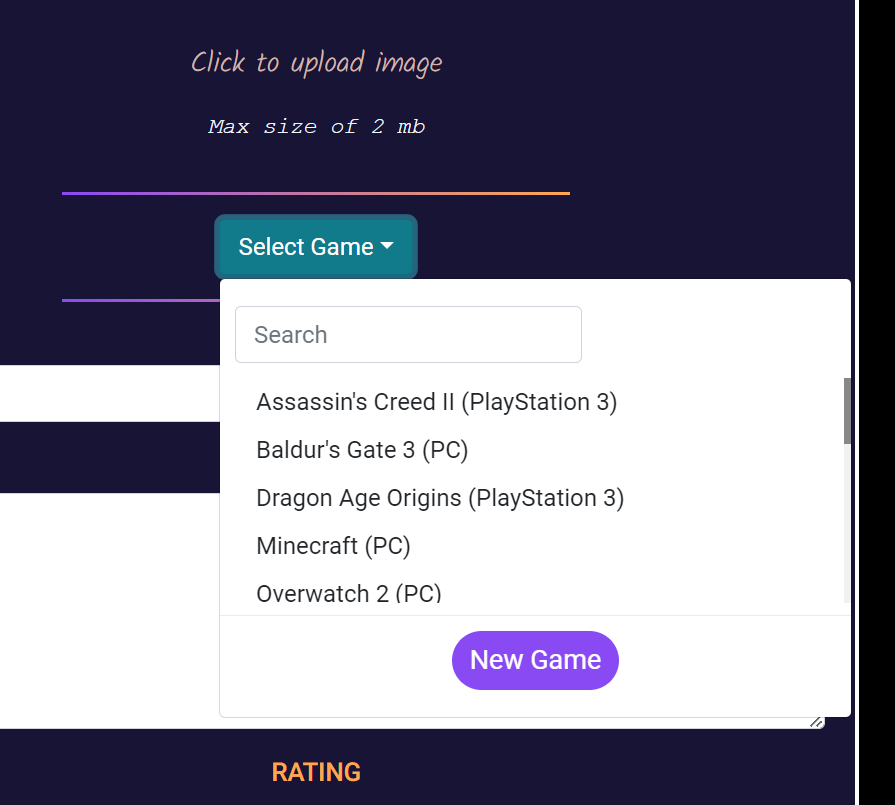 Click to upload image
Max size of 2 mb
Select Game
Search
Assassin's Creed II (PlayStation 3)
Baldur's Gate 3 (PC)
Dragon Age Origins (PlayStation 3)
Minecraft (PC)
Overwatch 2 (PC)
New Game
RATING